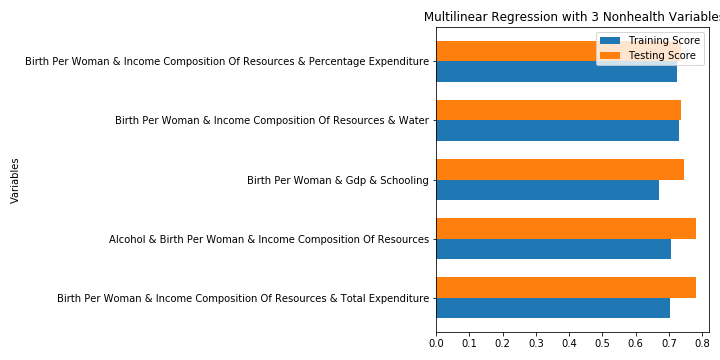 Multilinear Regression with 3 Nonhealth Variables
Training Score
Testing Score
Birth Per Woman & Income Composition Of Resources & Percentage Expenditure
Birth Per Woman & Income Composition Of Resources & Water
Birth Per Woman & Gdp & Schooling
Alcohol & Birth Per Woman & Income Composition Of Resources
Birth Per Woman & Income Composition Of Resources & Total Expenditure
Variables
0.0 0.1 0.2 0.3 0.4 0.5 0.6 0.7 0.8